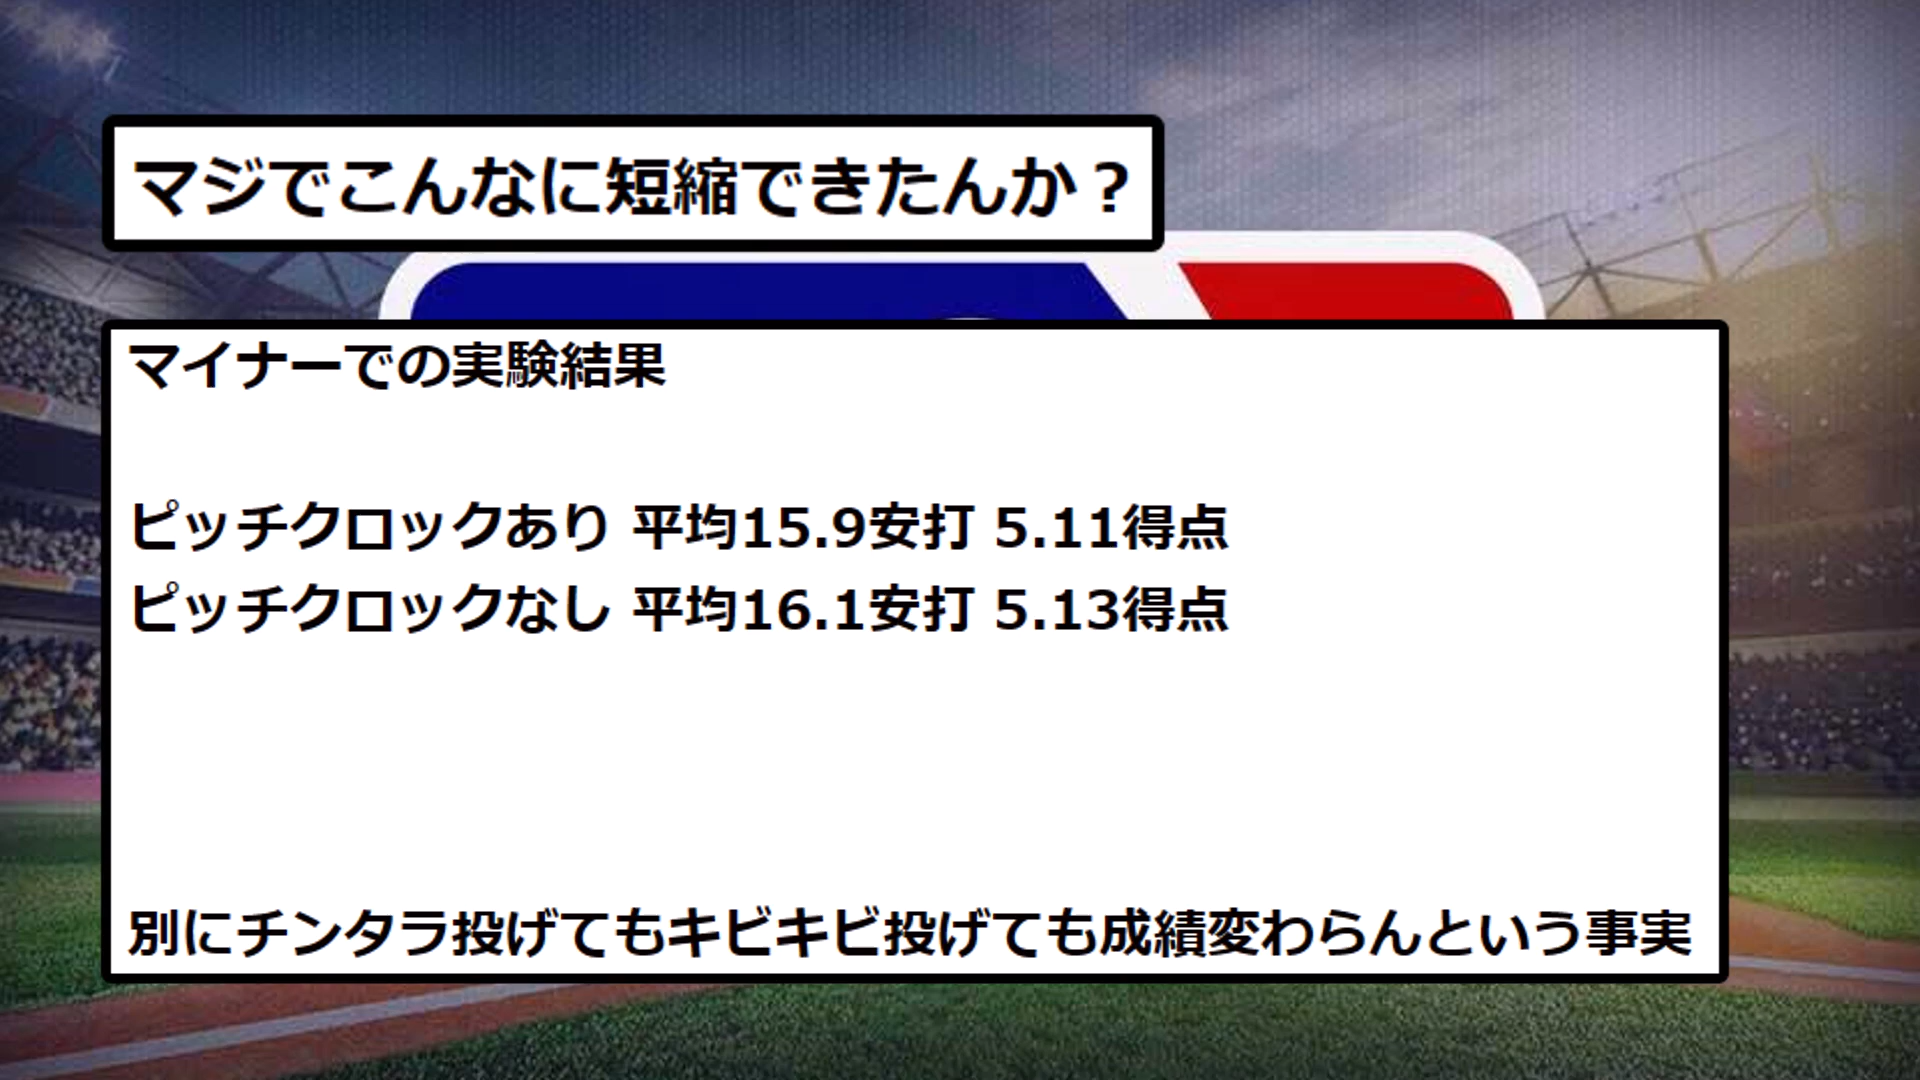 マジでこんなに短縮できたんか？
マイナーでの実験結果
ピッチクロックあり 平均15.9安打 5.11得点
ピッチクロックなし 平均16.1安打 5.13得点
別にチンタラ投げてもキビキビ投げても成績変わらんという事実